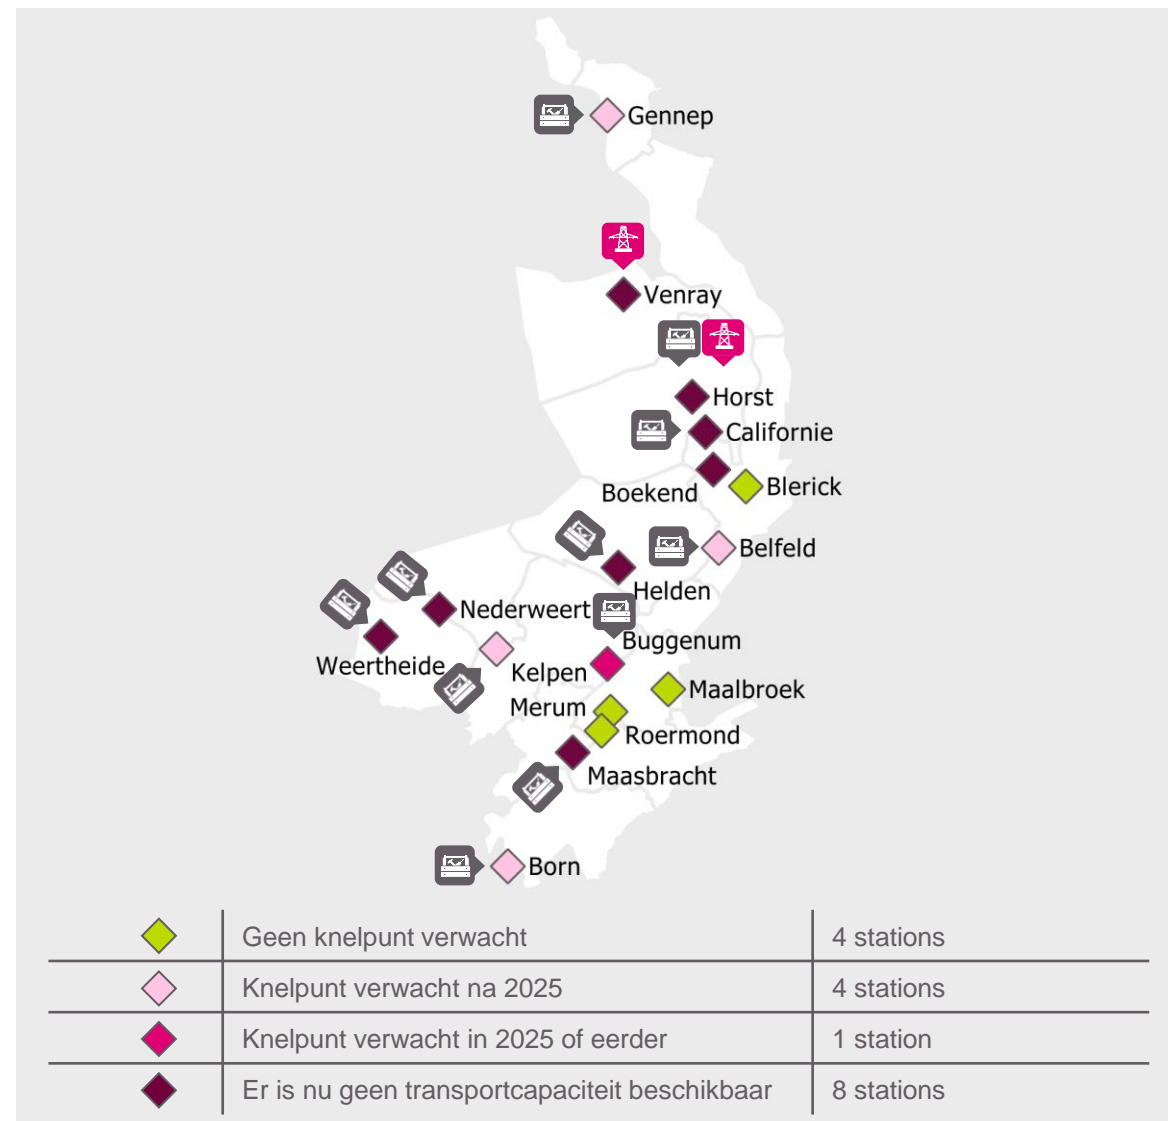 Gennep
Venray
Horst
Californie
Boekend
Blerick
Belfeld
Helden
Nederweert
Buggenum
Weertheide
Kelpen
Maalbroek
Merum
Roermond
Maasbracht
Born
Geen knelpunt verwacht 4 stations
Knelpunt verwacht na 2025 4 stations
Knelpunt verwacht in 2025 of eerder 1 station
Er is nu geen transportcapaciteit beschikbaar 8 stations